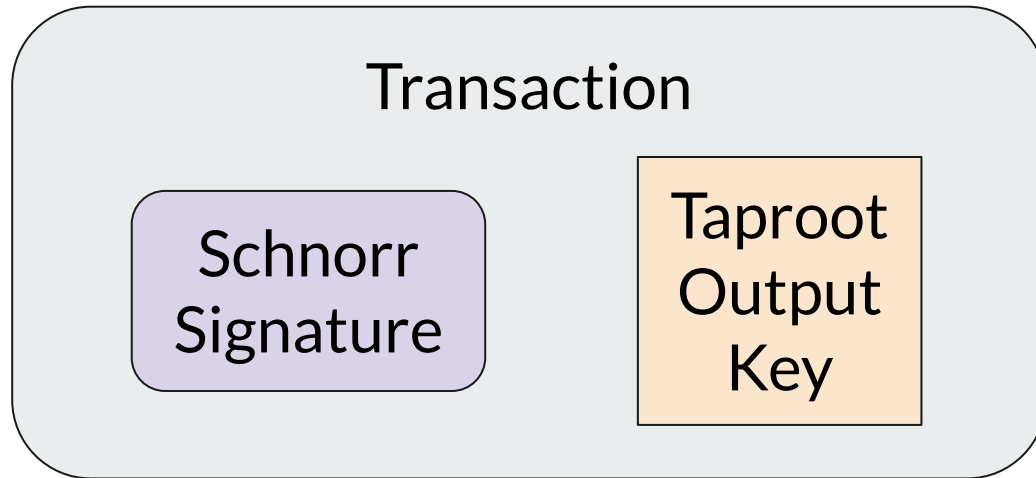 Transaction
Schnorr
Signature
Taproot
Output
Key